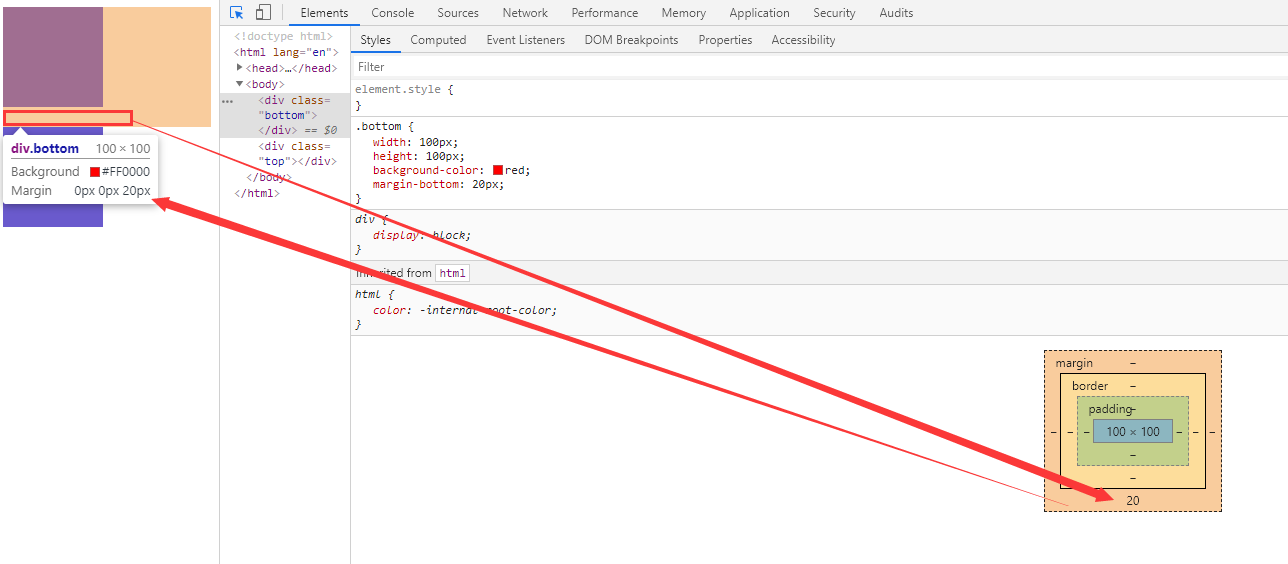 Elements Console Sources Network Performance Memory Application Security Audits
<!doctype html>
<html lang="en">
<head>…</head>
<body>
<div class=
"bottom">
</div> == $0
<div class=
"top"></div>
</body>
</html>
div.bottom 100 × 100
Background #FF0000
Margin 0px 0px 20px
Styles Computed Event Listeners DOM Breakpoints Properties Accessibility
Filter
element.style {
}
.bottom {
width: 100px;
height: 100px;
background-color: red;
margin-bottom: 20px;
}
div {
display: block;
}
Inherited from html
html {
color: -internal-root-color;
}
margin –
border –
padding –
– – – 100 × 100 – – –
–
–
20